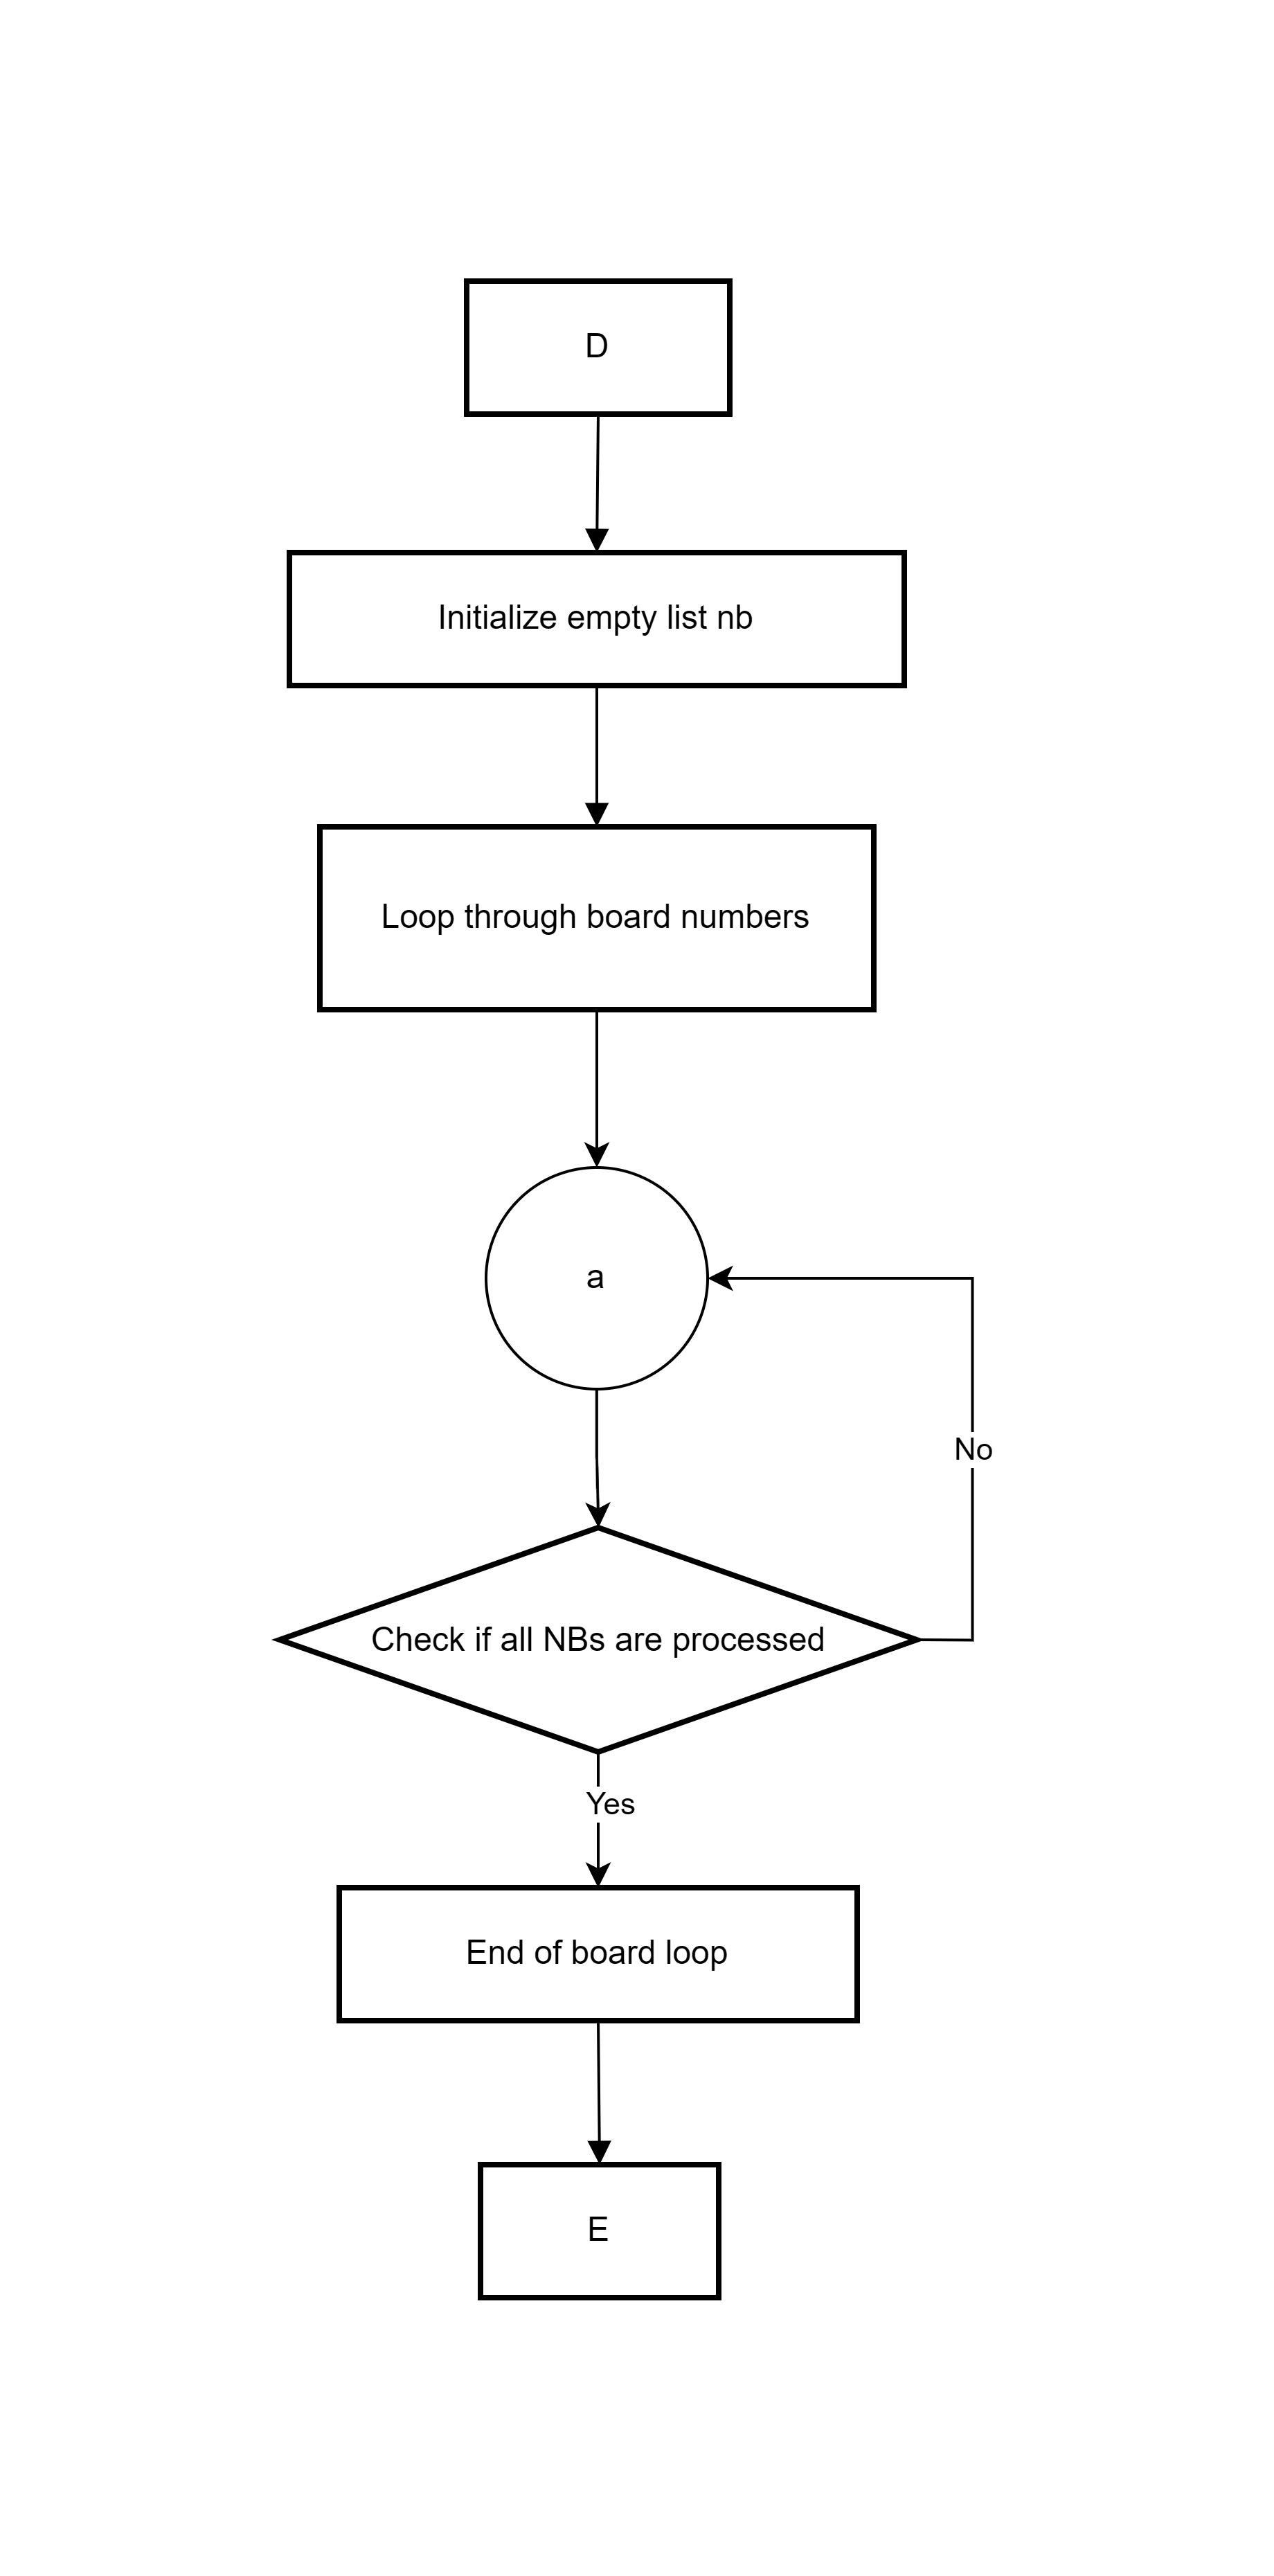 D
Initialize empty list nb
Loop through board numbers
a
No
Check if all NBs are processed
Yes
End of board loop
E